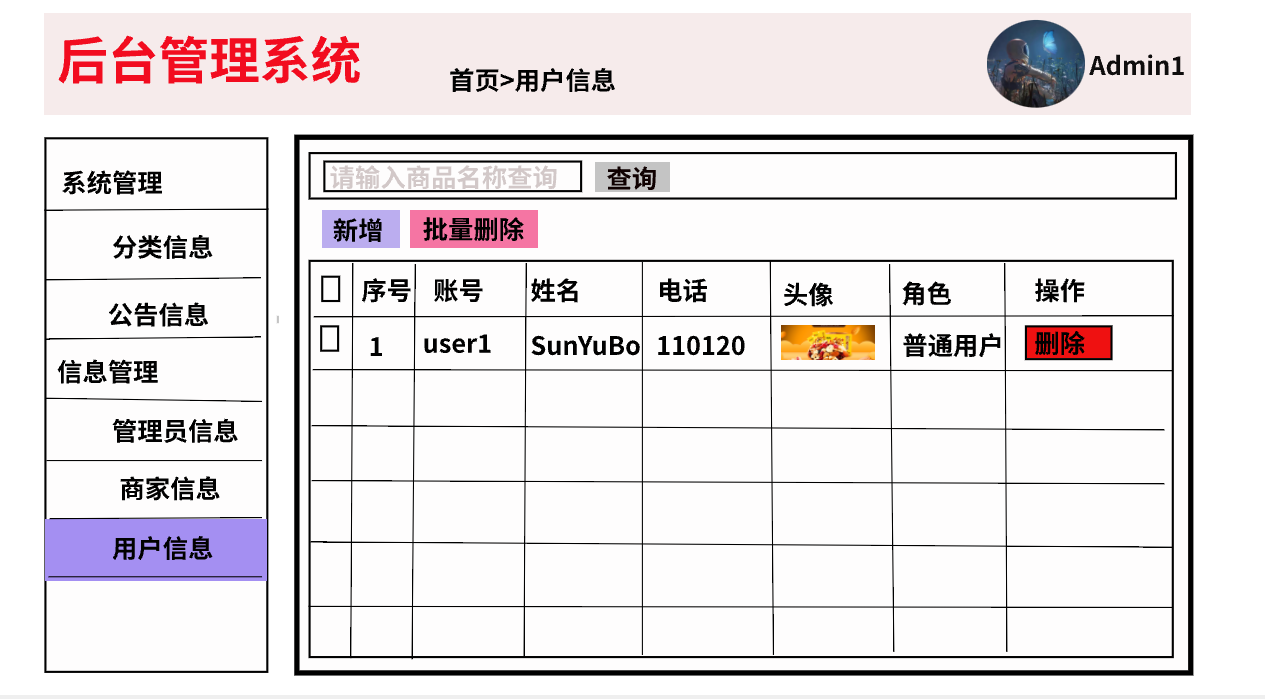 后台管理系统
首页>用户信息
Admin1
系统管理
分类信息
公告信息
信息管理
管理员信息
商家信息
用户信息
请输入商品名称查询 查询
新增 批量删除
序号 账号 姓名 电话 头像 角色 操作
1 user1 SunYuBo 110120 普通用户 删除